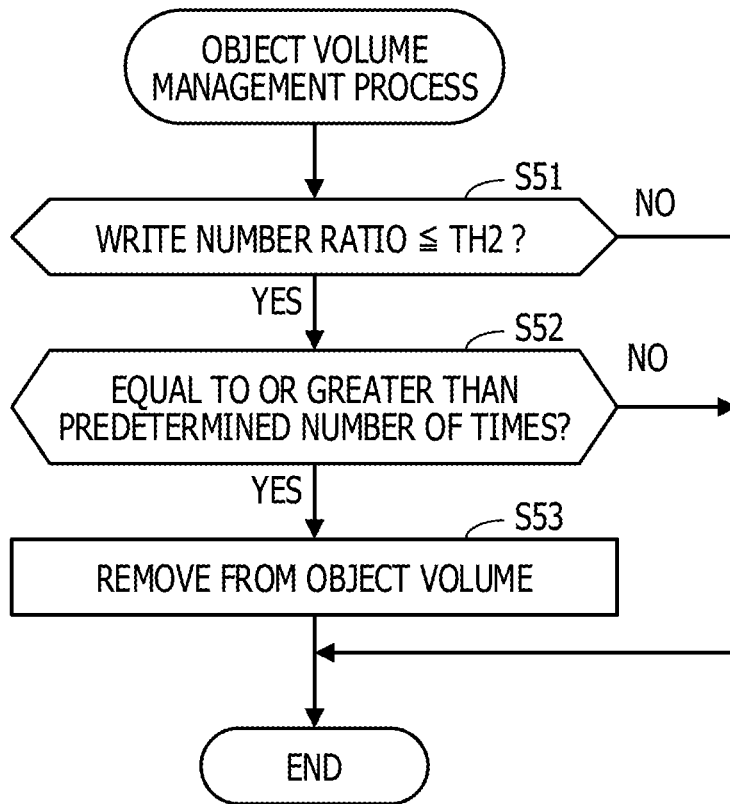 OBJECT VOLUME
MANAGEMENT PROCESS
S51
NO
WRITE NUMBER RATIO ≦ TH2 ?
YES
S52
NO
EQUAL TO OR GREATER THAN
PREDETERMINED NUMBER OF TIMES?
YES
S53
REMOVE FROM OBJECT VOLUME
END